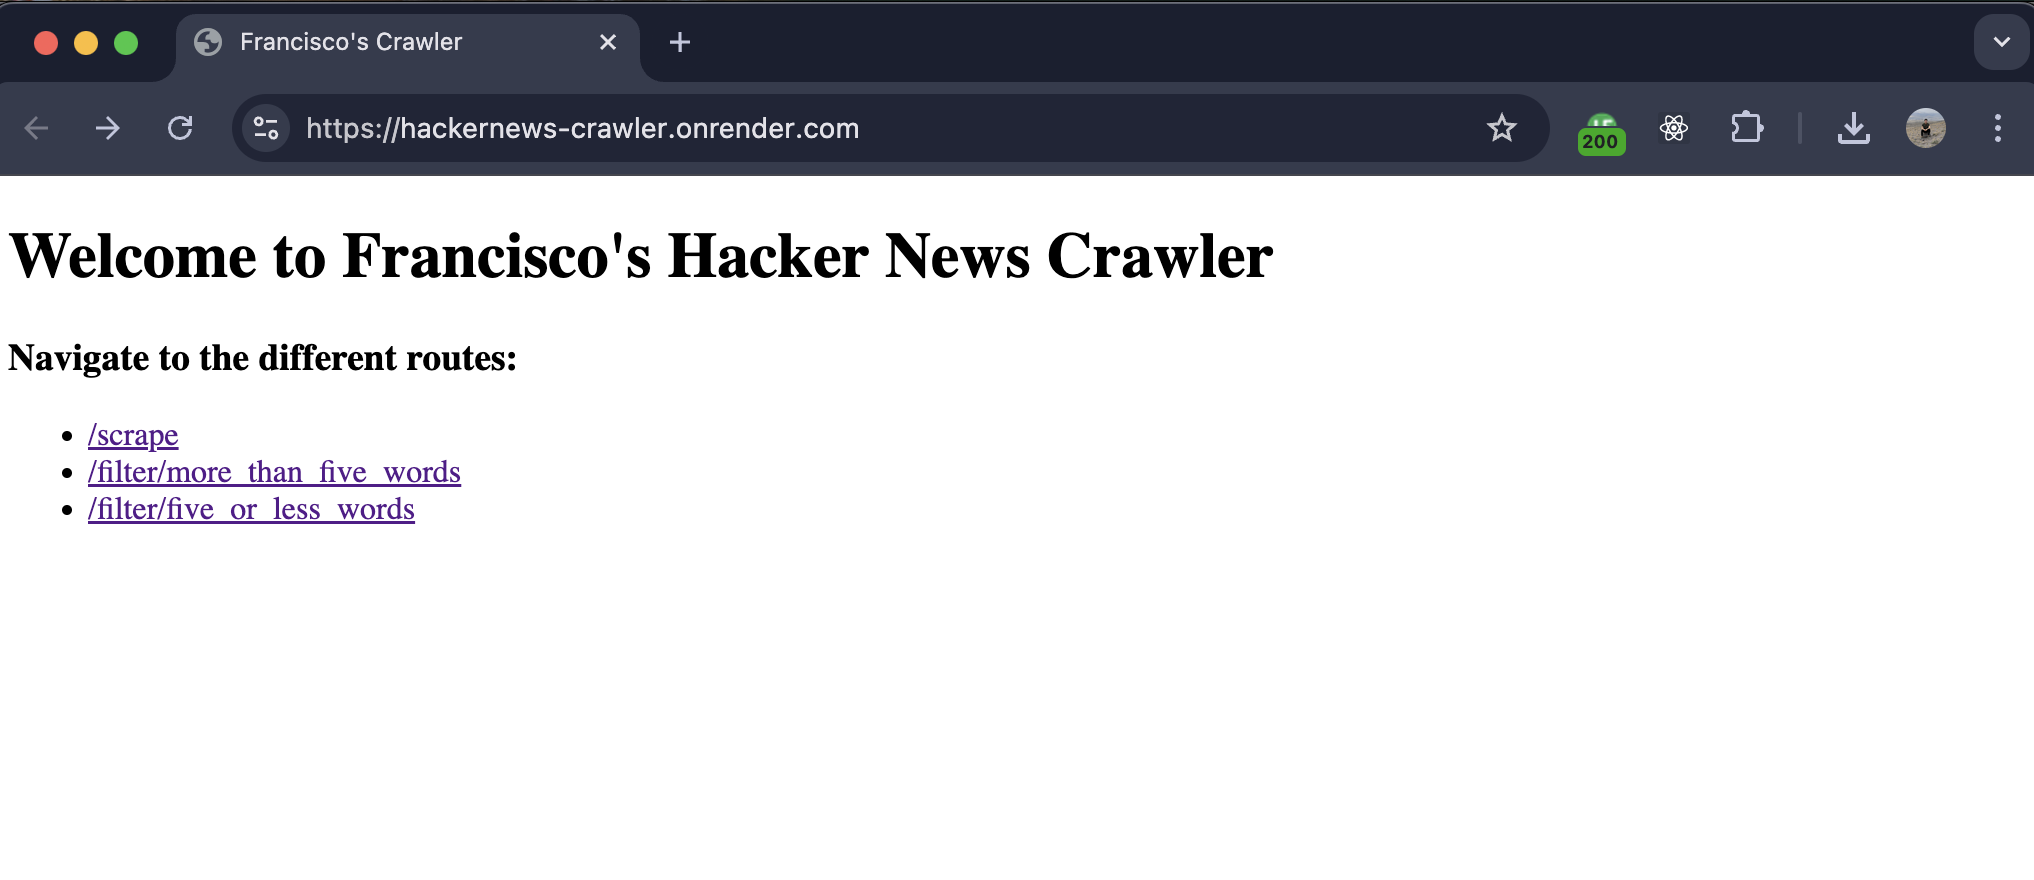 Francisco's Crawler
https://hackernews-crawler.onrender.com
200
Welcome to Francisco's Hacker News Crawler
Navigate to the different routes:
/scrape
/filter/more_than_five_words
/filter/five_or_less_words